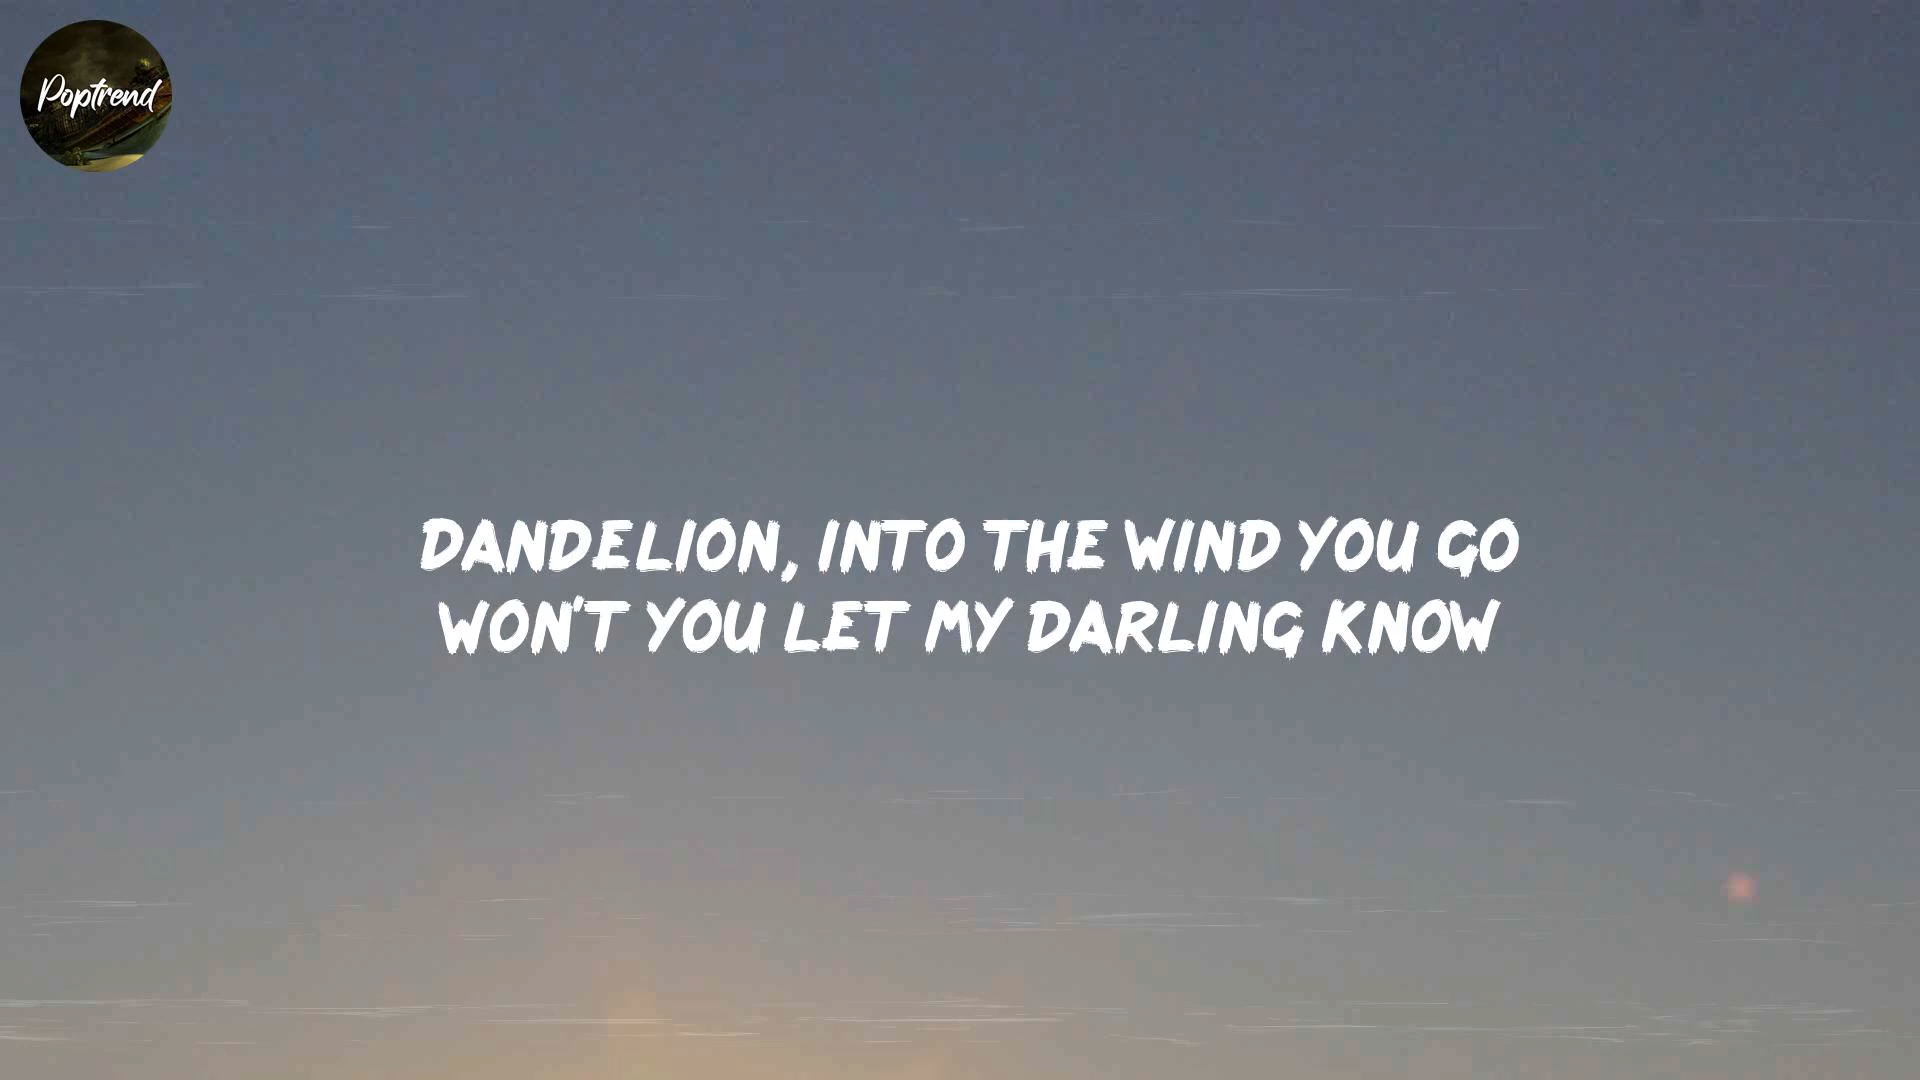 Poptrend
DANDELION, INTO THE WIND YOU GO
WON'T YOU LET MY DARLING KNOW